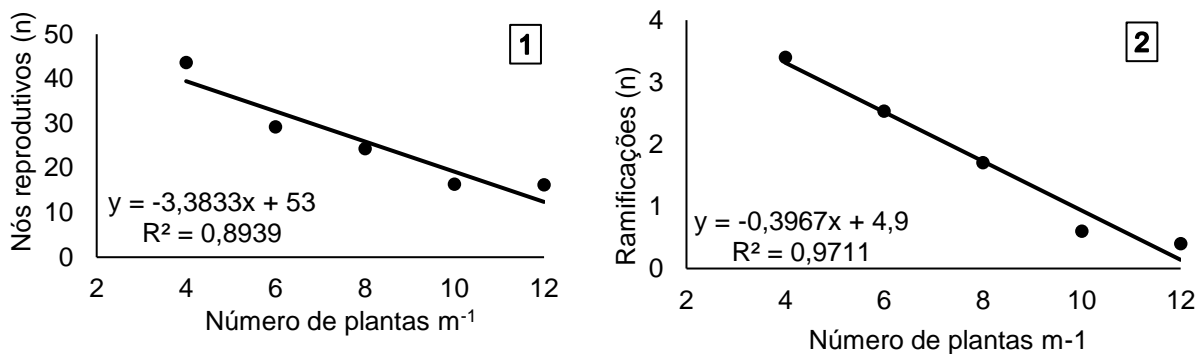 Nós reprodutivos (n)
50
40
30
20
10
0
1
y = -3,3833x + 53
R² = 0,8939
2 4 6 8 10 12
Número de plantas m⁻¹
Ramificações (n)
4
3
2
1
0
2
y = -0,3967x + 4,9
R² = 0,9711
2 4 6 8 10 12
Número de plantas m-1